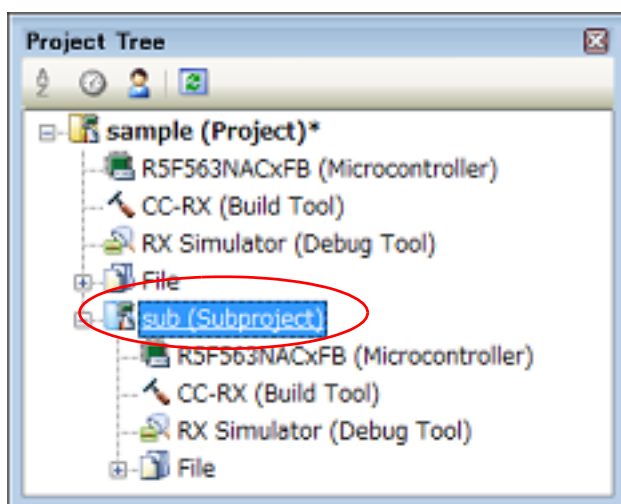 Project Tree
sample (Project)*
R5F563NACxFB (Microcontroller)
CC-RX (Build Tool)
RX Simulator (Debug Tool)
File
sub (Subproject)
R5F563NACxFB (Microcontroller)
CC-RX (Build Tool)
RX Simulator (Debug Tool)
File